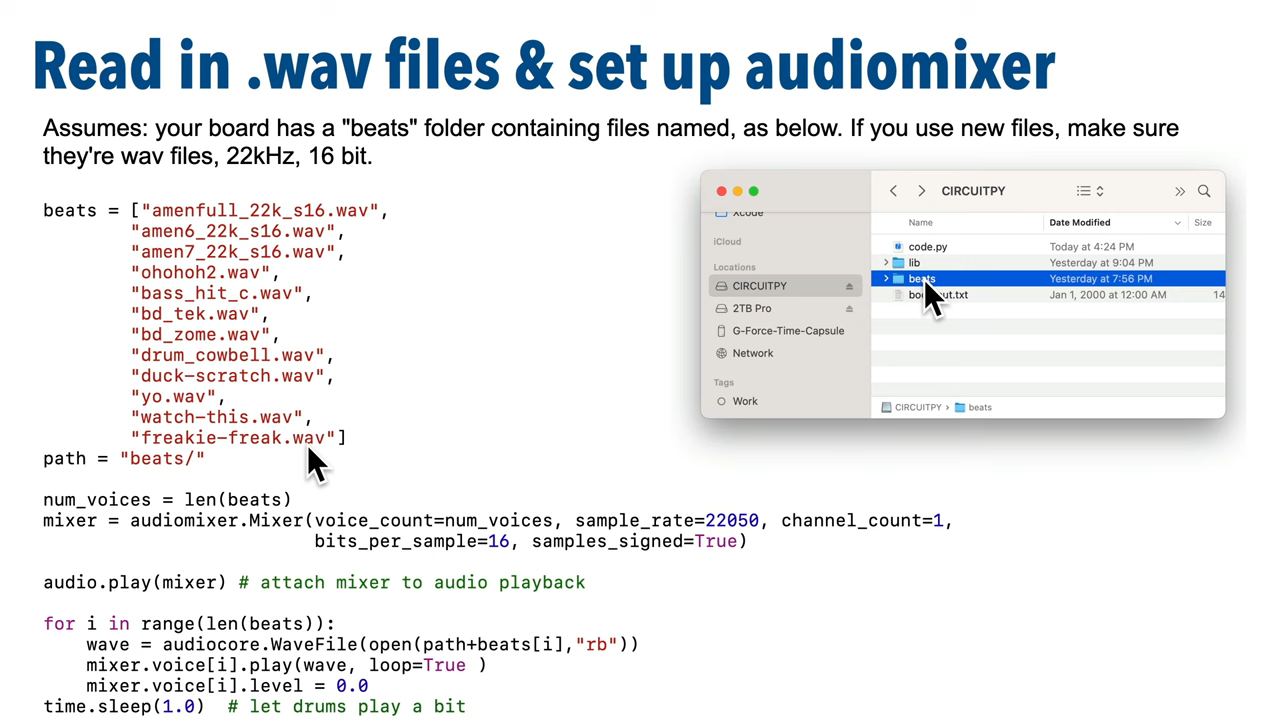 Read in .wav files & set up audiomixer
Assumes: your board has a "beats" folder containing files named, as below. If you use new files, make sure
they're wav files, 22kHz, 16 bit.
beats = ["amenfull_22k_s16.wav",
"amen6_22k_s16.wav",
"amen7_22k_s16.wav",
"ohohoh2.wav",
"bass_hit_c.wav",
"bd_tek.wav",
"bd_zome.wav",
"drum_cowbell.wav",
"duck-scratch.wav",
"yo.wav",
"watch-this.wav",
"freakie-freak.wav"]
path = "beats/"
num_voices = len(beats)
mixer = audiomixer.Mixer(voice_count=num_voices, sample_rate=22050, channel_count=1,
bits_per_sample=16, samples_signed=True)
audio.play(mixer) # attach mixer to audio playback
for i in range(len(beats)):
wave = audiocore.WaveFile(open(path+beats[i],"rb"))
mixer.voice[i].play(wave, loop=True )
mixer.voice[i].level = 0.0
time.sleep(1.0) # let drums play a bit
CIRCUITPY
Xcode
iCloud
Locations
CIRCUITPY
2TB Pro
G-Force-Time-Capsule
Network
Tags
Work
Name Date Modified Size
code.py Today at 4:24 PM
lib Yesterday at 9:04 PM
beats Yesterday at 7:56 PM
Jan 1, 2000 at 12:00 AM 14
CIRCUITPY › beats